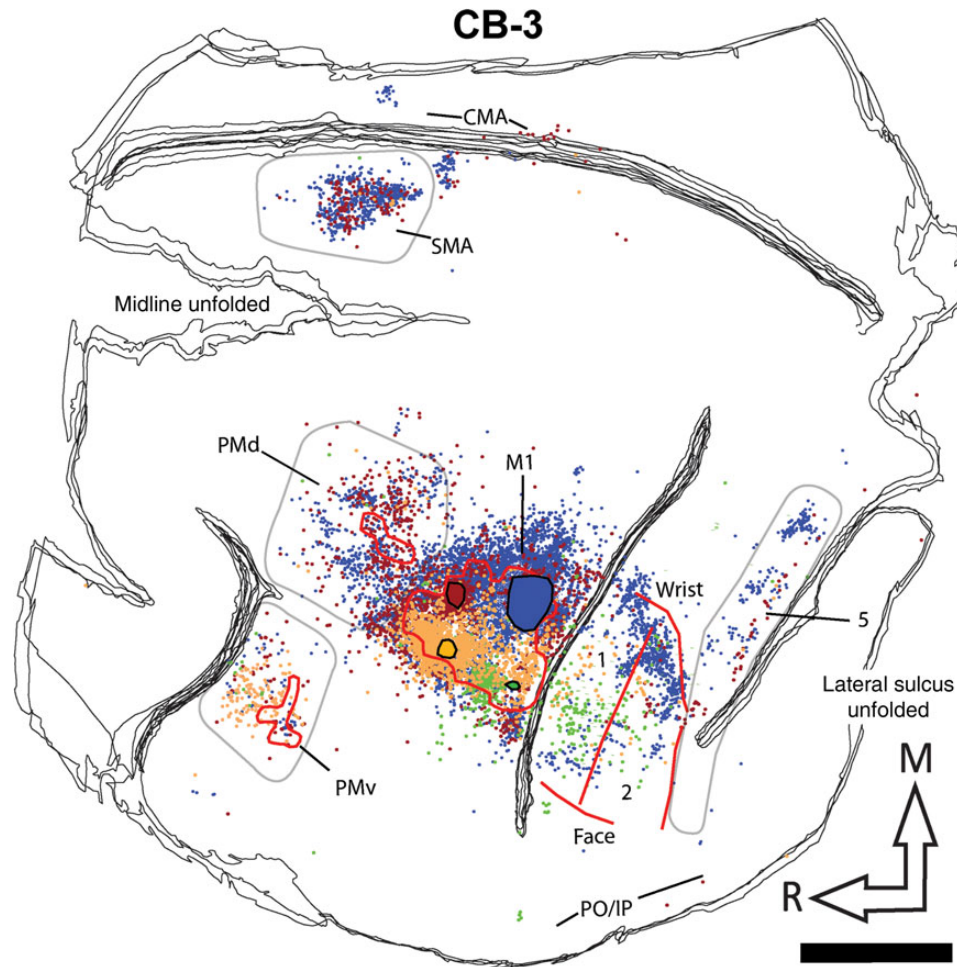 CB-3
CMA
SMA
Midline unfolded
PMd
M1
Wrist
5
1
Lateral sulcus
unfolded
M
2
PMv
Face
R
PO/IP